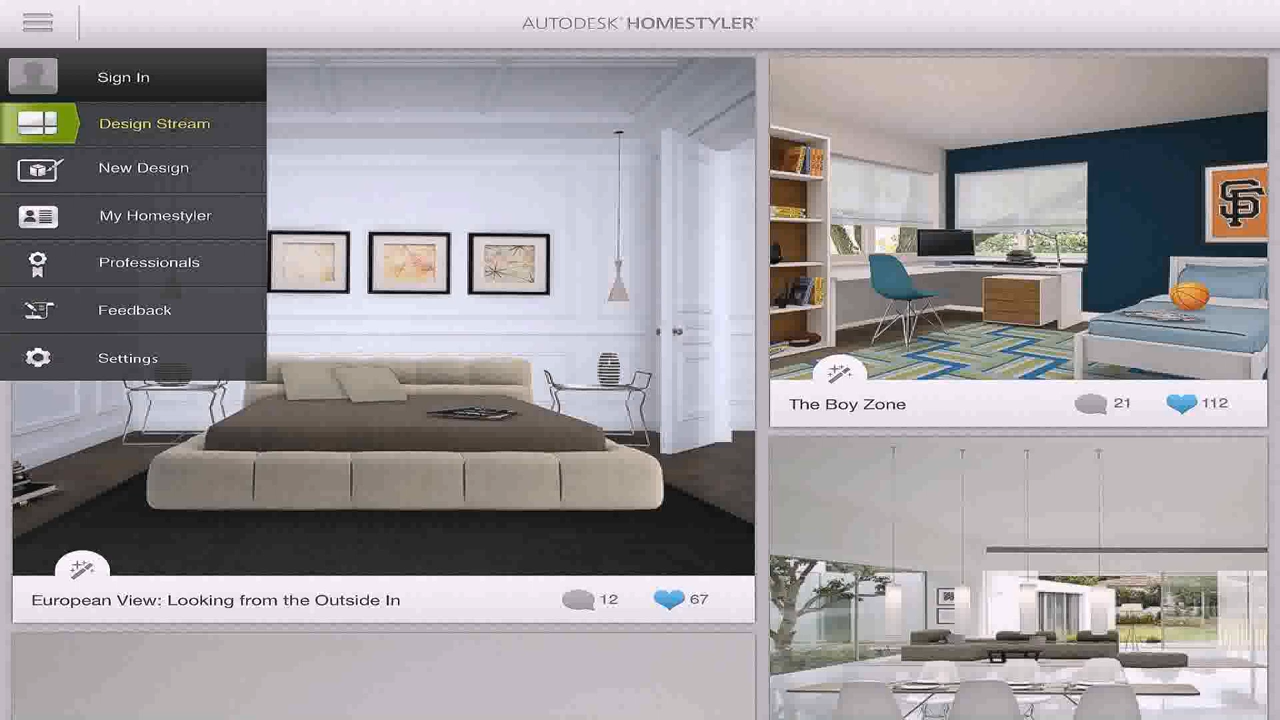 AUTODESK® HOMESTYLER®
Sign In
Design Stream
New Design
My Homestyler
Professionals
Feedback
Settings
SF
The Boy Zone
21
112
European View: Looking from the Outside In
12
67